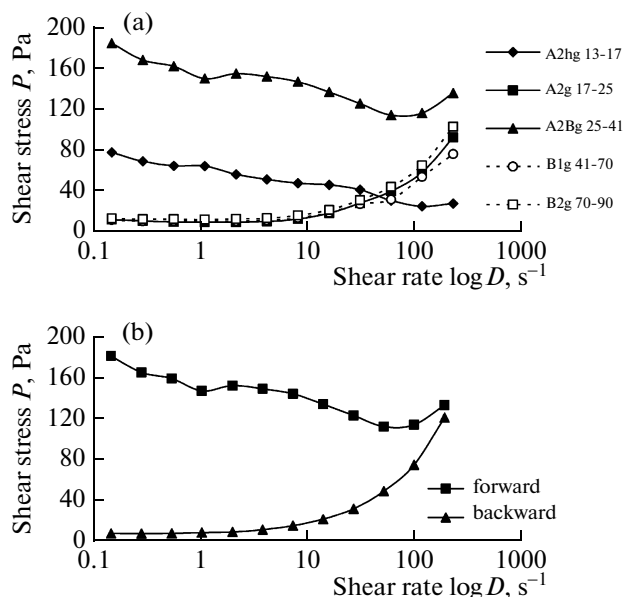 (a)
200
160
120
80
40
0
Shear stress P, Pa
0.1 1 10 100 1000
Shear rate log D, s⁻¹
A2hg 13-17
A2g 17-25
A2Bg 25-41
B1g 41-70
B2g 70-90
(b)
200
160
120
80
40
0
Shear stress P, Pa
0.1 1 10 100 1000
Shear rate log D, s⁻¹
forward
backward